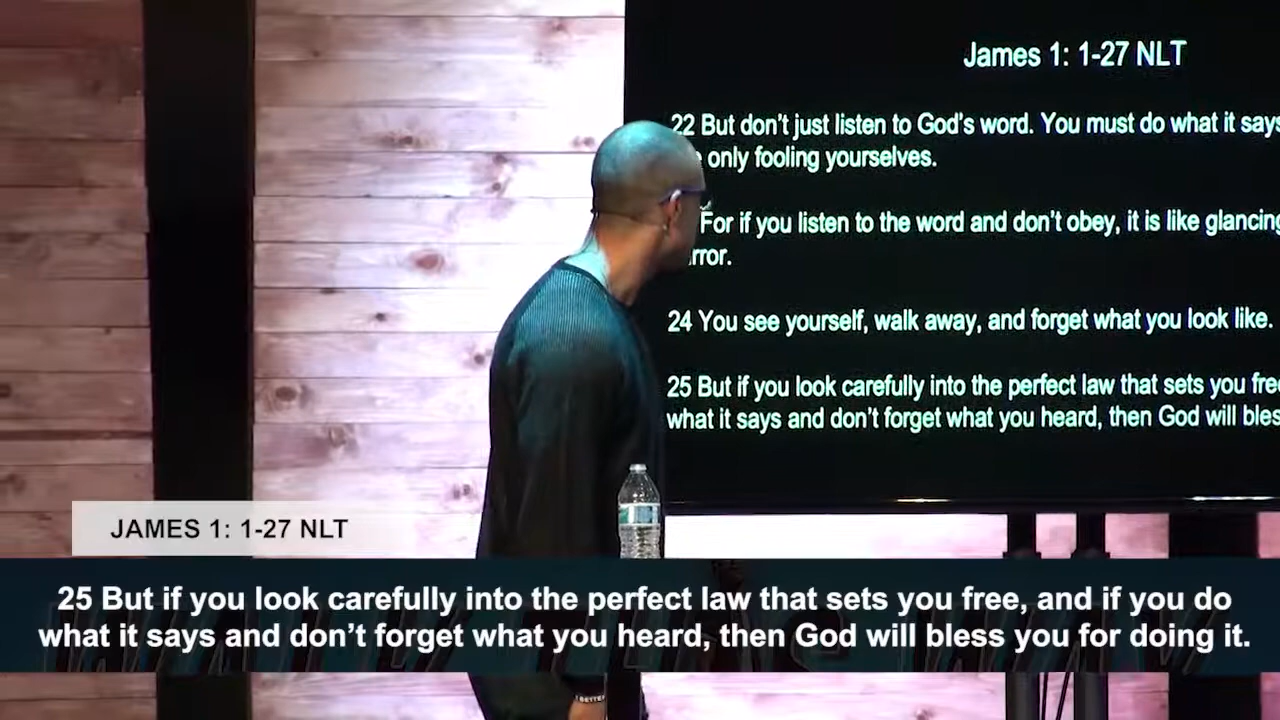 James 1: 1-27 NLT
22 But don't just listen to God's word. You must do what it says
only fooling yourselves.
For if you listen to the word and don't obey, it is like glancing
24 You see yourself, walk away, and forget what you look like.
25 But if you look carefully into the perfect law that sets you free
what it says and don't forget what you heard, then God will bless
JAMES 1: 1-27 NLT
25 But if you look carefully into the perfect law that sets you free, and if you do
what it says and don't forget what you heard, then God will bless you for doing it.